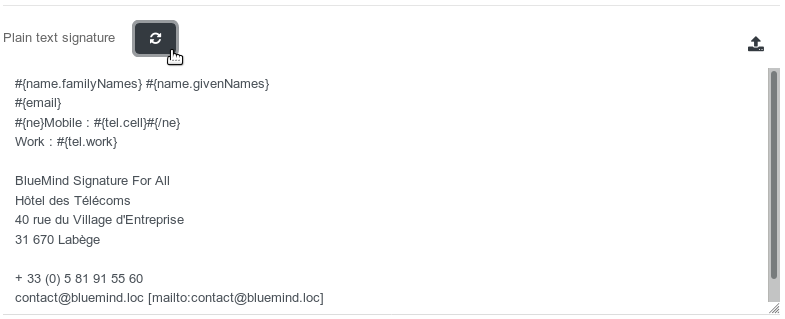 Plain text signature
#{name.familyNames} #{name.givenNames}
#{email}
#{ne}Mobile : #{tel.cell}#{/ne}
Work : #{tel.work}
BlueMind Signature For All
Hôtel des Télécoms
40 rue du Village d'Entreprise
31 670 Labège
+ 33 (0) 5 81 91 55 60
contact@bluemind.loc [mailto:contact@bluemind.loc]